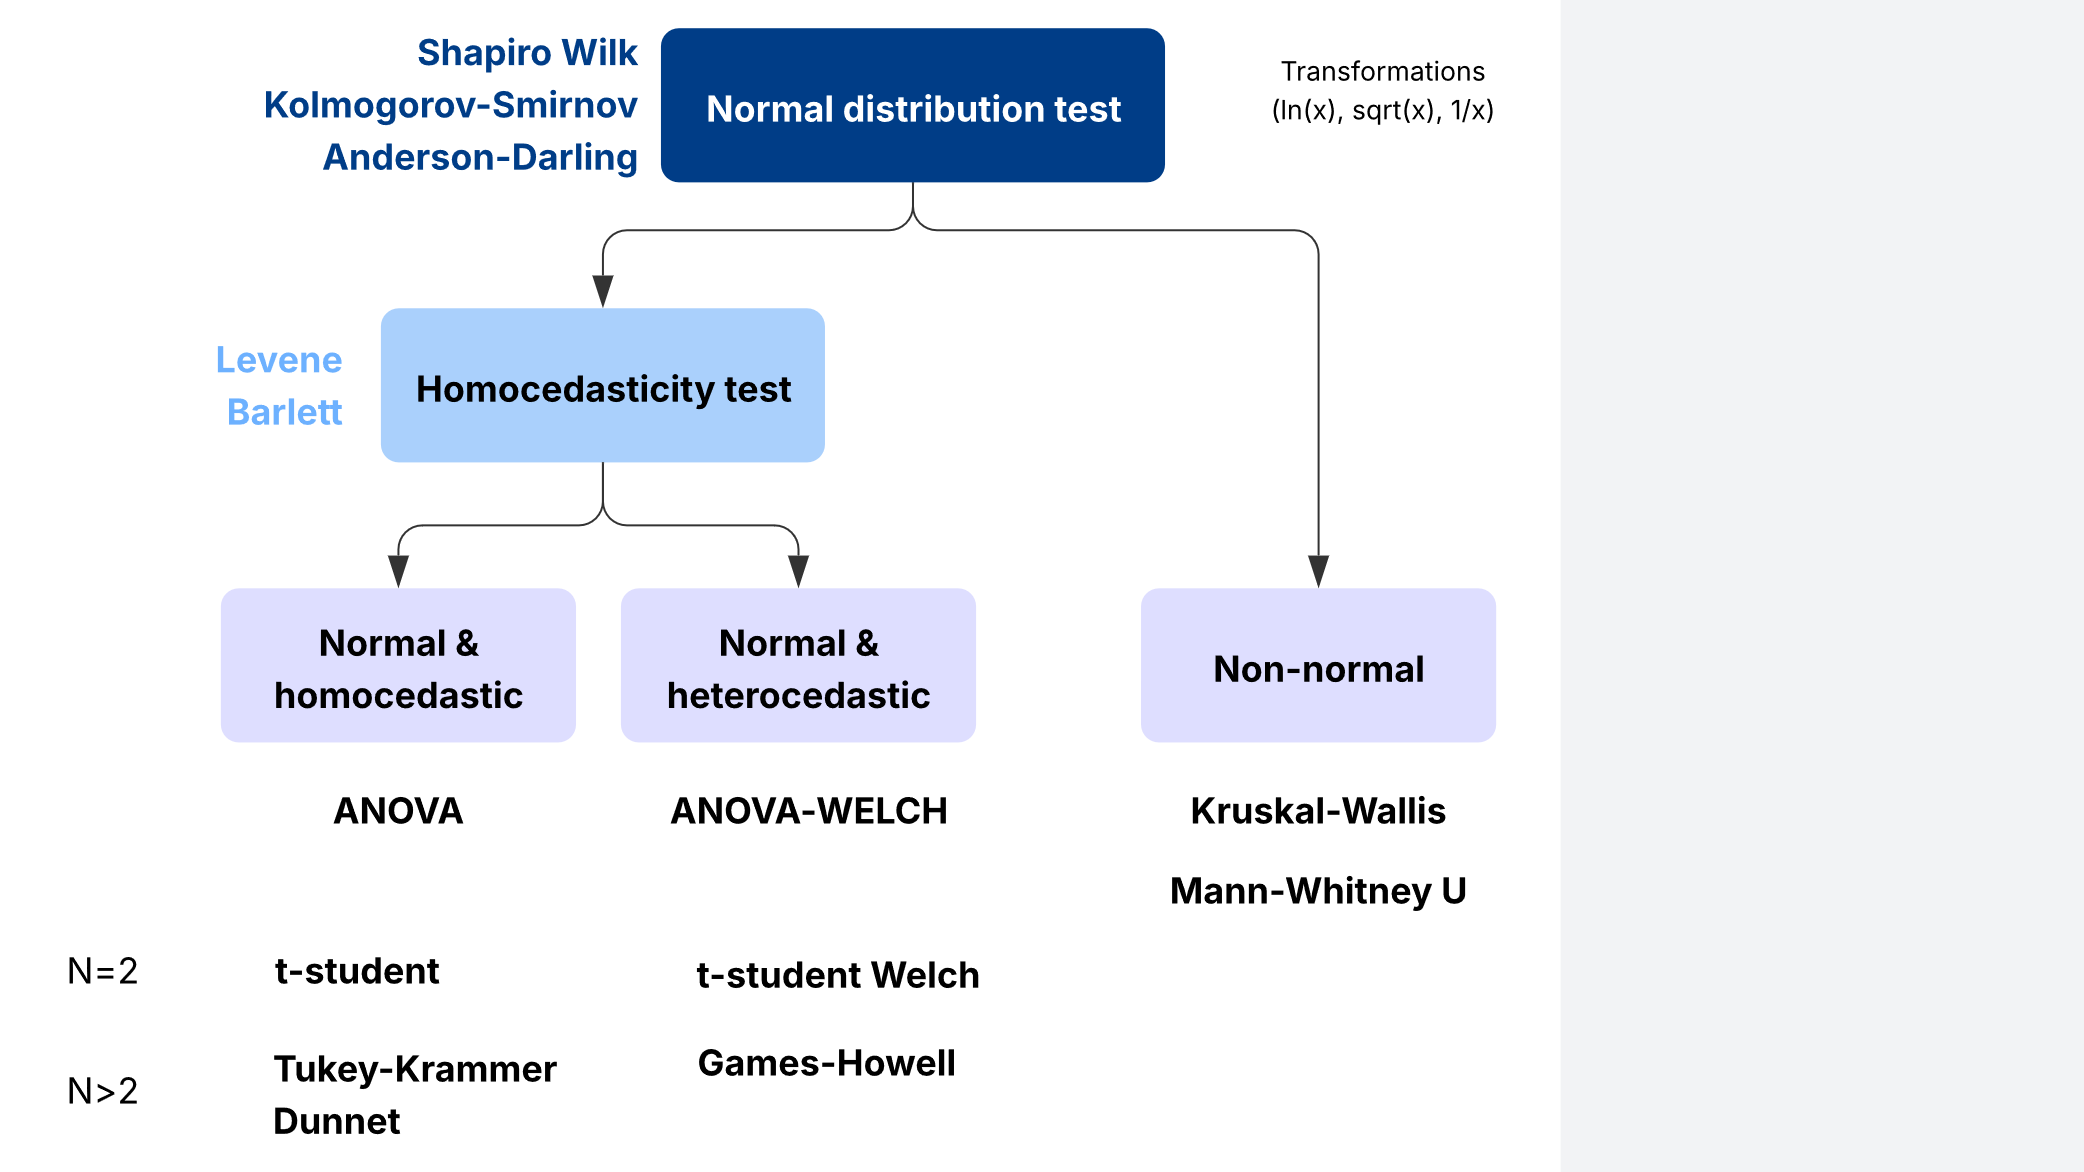 Shapiro Wilk
Kolmogorov-Smirnov
Anderson-Darling
Normal distribution test
Transformations
(ln(x), sqrt(x), 1/x)
Levene
Barlett
Homocedasticity test
Normal &
homocedastic
Normal &
heterocedastic
Non-normal
ANOVA
ANOVA-WELCH
Kruskal-Wallis
Mann-Whitney U
N=2
t-student
t-student Welch
N>2
Tukey-Krammer
Dunnet
Games-Howell